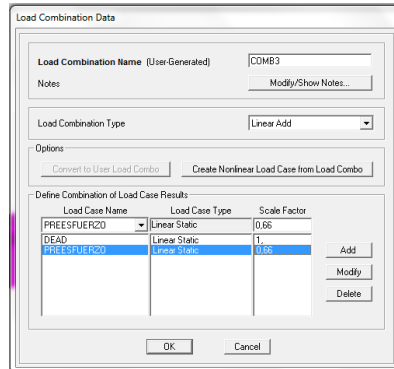 Load Combination Data
Load Combination Name (User-Generated) COMB3
Notes Modify/Show Notes...
Load Combination Type Linear Add
Options
Convert to User Load Combo Create Nonlinear Load Case from Load Combo
Define Combination of Load Case Results
Load Case Name Load Case Type Scale Factor
PREESFUERZO Linear Static 0,66
DEAD Linear Static 1,
PREESFUERZO Linear Static 0,66
Add
Modify
Delete
OK Cancel